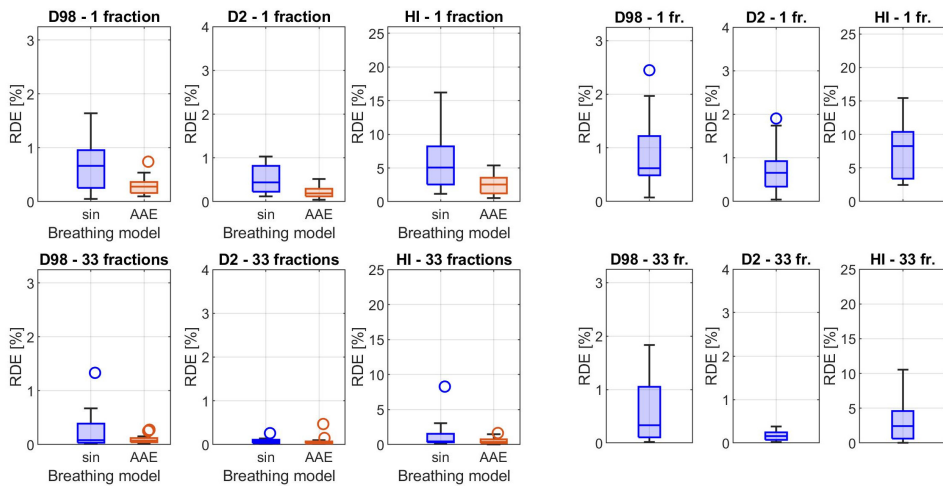 D98 - 1 fraction
RDE [%]
3
2
1
0
sin AAE
Breathing model
D2 - 1 fraction
RDE [%]
4
3
2
1
0
sin AAE
Breathing model
HI - 1 fraction
RDE [%]
25
20
15
10
5
0
sin AAE
Breathing model
D98 - 1 fr.
RDE [%]
3
2
1
0
D2 - 1 fr.
RDE [%]
4
3
2
1
0
HI - 1 fr.
RDE [%]
25
20
15
10
5
0
D98 - 33 fractions
RDE [%]
3
2
1
0
sin AAE
Breathing model
D2 - 33 fractions
RDE [%]
4
3
2
1
0
sin AAE
Breathing model
HI - 33 fractions
RDE [%]
25
20
15
10
5
0
sin AAE
Breathing model
D98 - 33 fr.
RDE [%]
3
2
1
0
D2 - 33 fr.
RDE [%]
4
3
2
1
0
HI - 33 fr.
RDE [%]
25
20
15
10
5
0